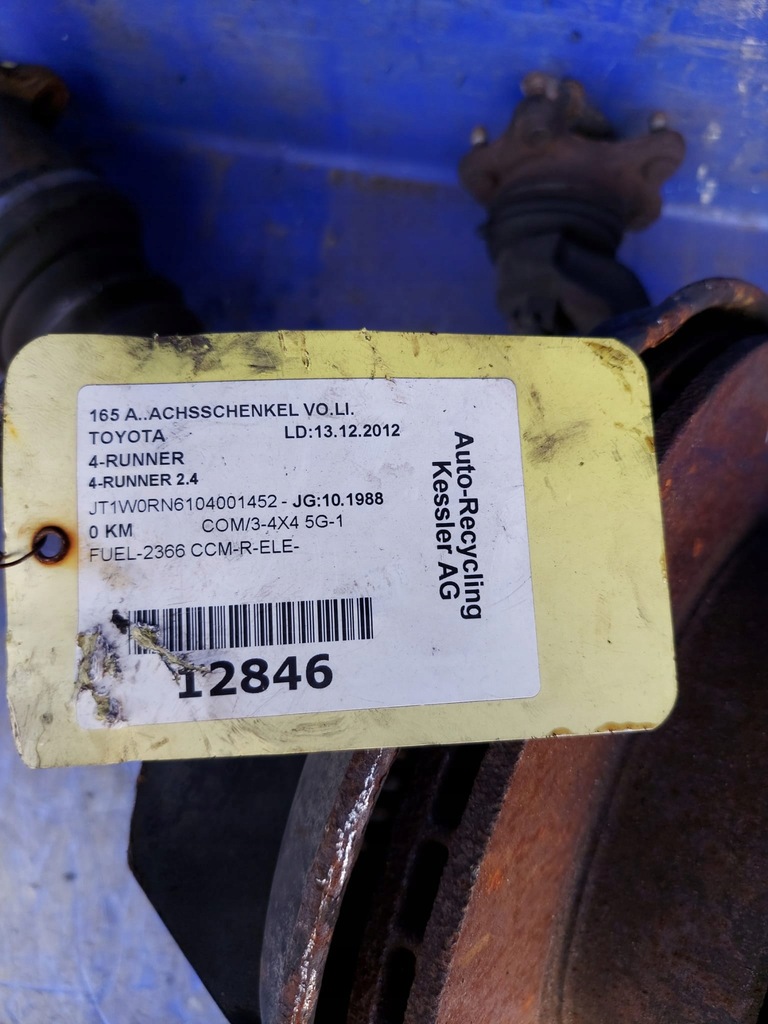 165 A..ACHSSCHENKEL VO.LI.
TOYOTA LD:13.12.2012
4-RUNNER
4-RUNNER 2.4
JT1W0RN6104001452 - JG:10.1988
0 KM COM/3-4X4 5G-1
FUEL-2366 CCM-R-ELE-
12846
Auto-Recycling
Kessler AG